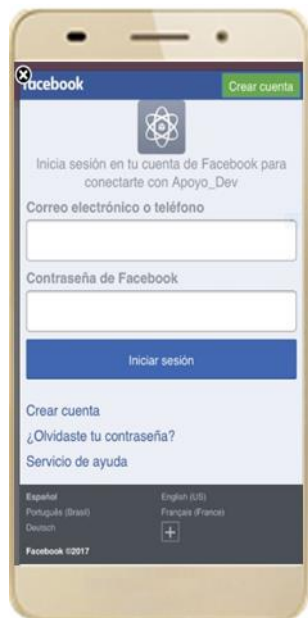 facebook
Crear cuenta
Inicia sesión en tu cuenta de Facebook para
conectarte con Apoyo_Dev
Correo electrónico o teléfono
Contraseña de Facebook
Iniciar sesión
Crear cuenta
¿Olvidaste tu contraseña?
Servicio de ayuda
Español English (US)
Português (Brasil) Français (France)
Deutsch
Facebook ©2017